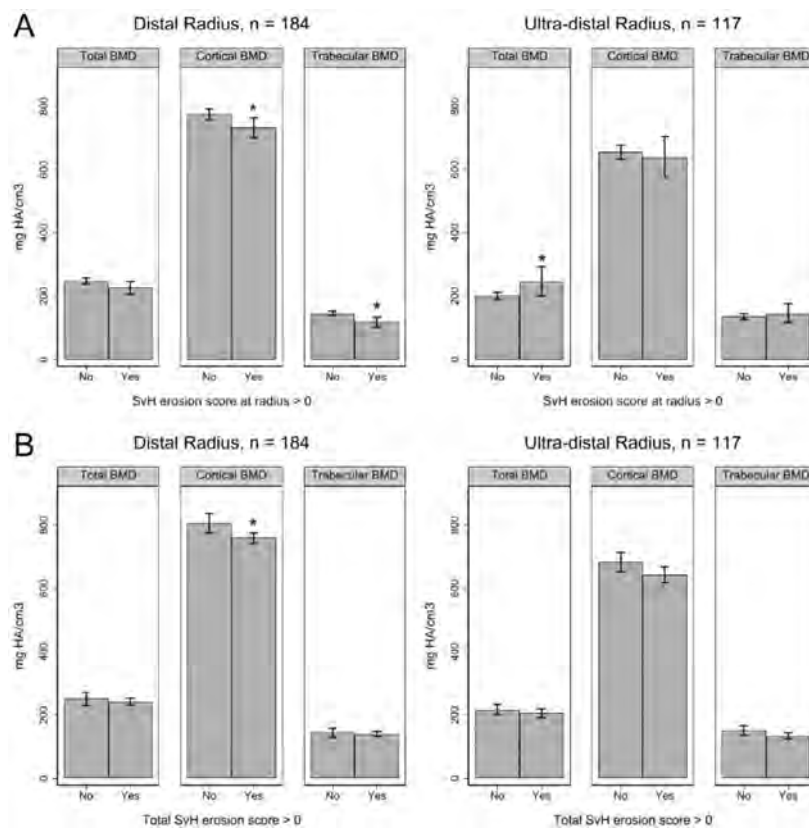 A
Distal Radius, n = 184
Ultra-distal Radius, n = 117
Total BMD
Cortical BMD
Trabecular BMD
Total BMD
Cortical BMD
Trabecular BMD
mg HA/cm3
0
200
400
600
800
*
*
mg HA/cm3
0
200
400
600
800
*
No
Yes
No
Yes
No
Yes
No
Yes
No
Yes
No
Yes
SvH erosion score at radius > 0
SvH erosion score at radius > 0
B
Distal Radius, n = 184
Ultra-distal Radius, n = 117
Total BMD
Cortical BMD
Trabecular BMD
Total BMD
Cortical BMD
Trabecular BMD
mg HA/cm3
0
200
400
600
800
*
mg HA/cm3
0
200
400
600
800
No
Yes
No
Yes
No
Yes
No
Yes
No
Yes
No
Yes
Total SvH erosion score > 0
Total SvH erosion score > 0